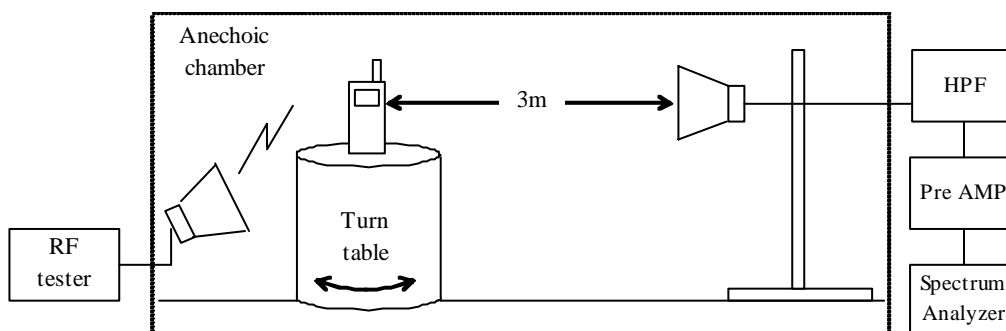 Anechoic
chamber
3m
HPF
Pre AMP
Turn
table
RF
tester
Spectrum
Analyzer